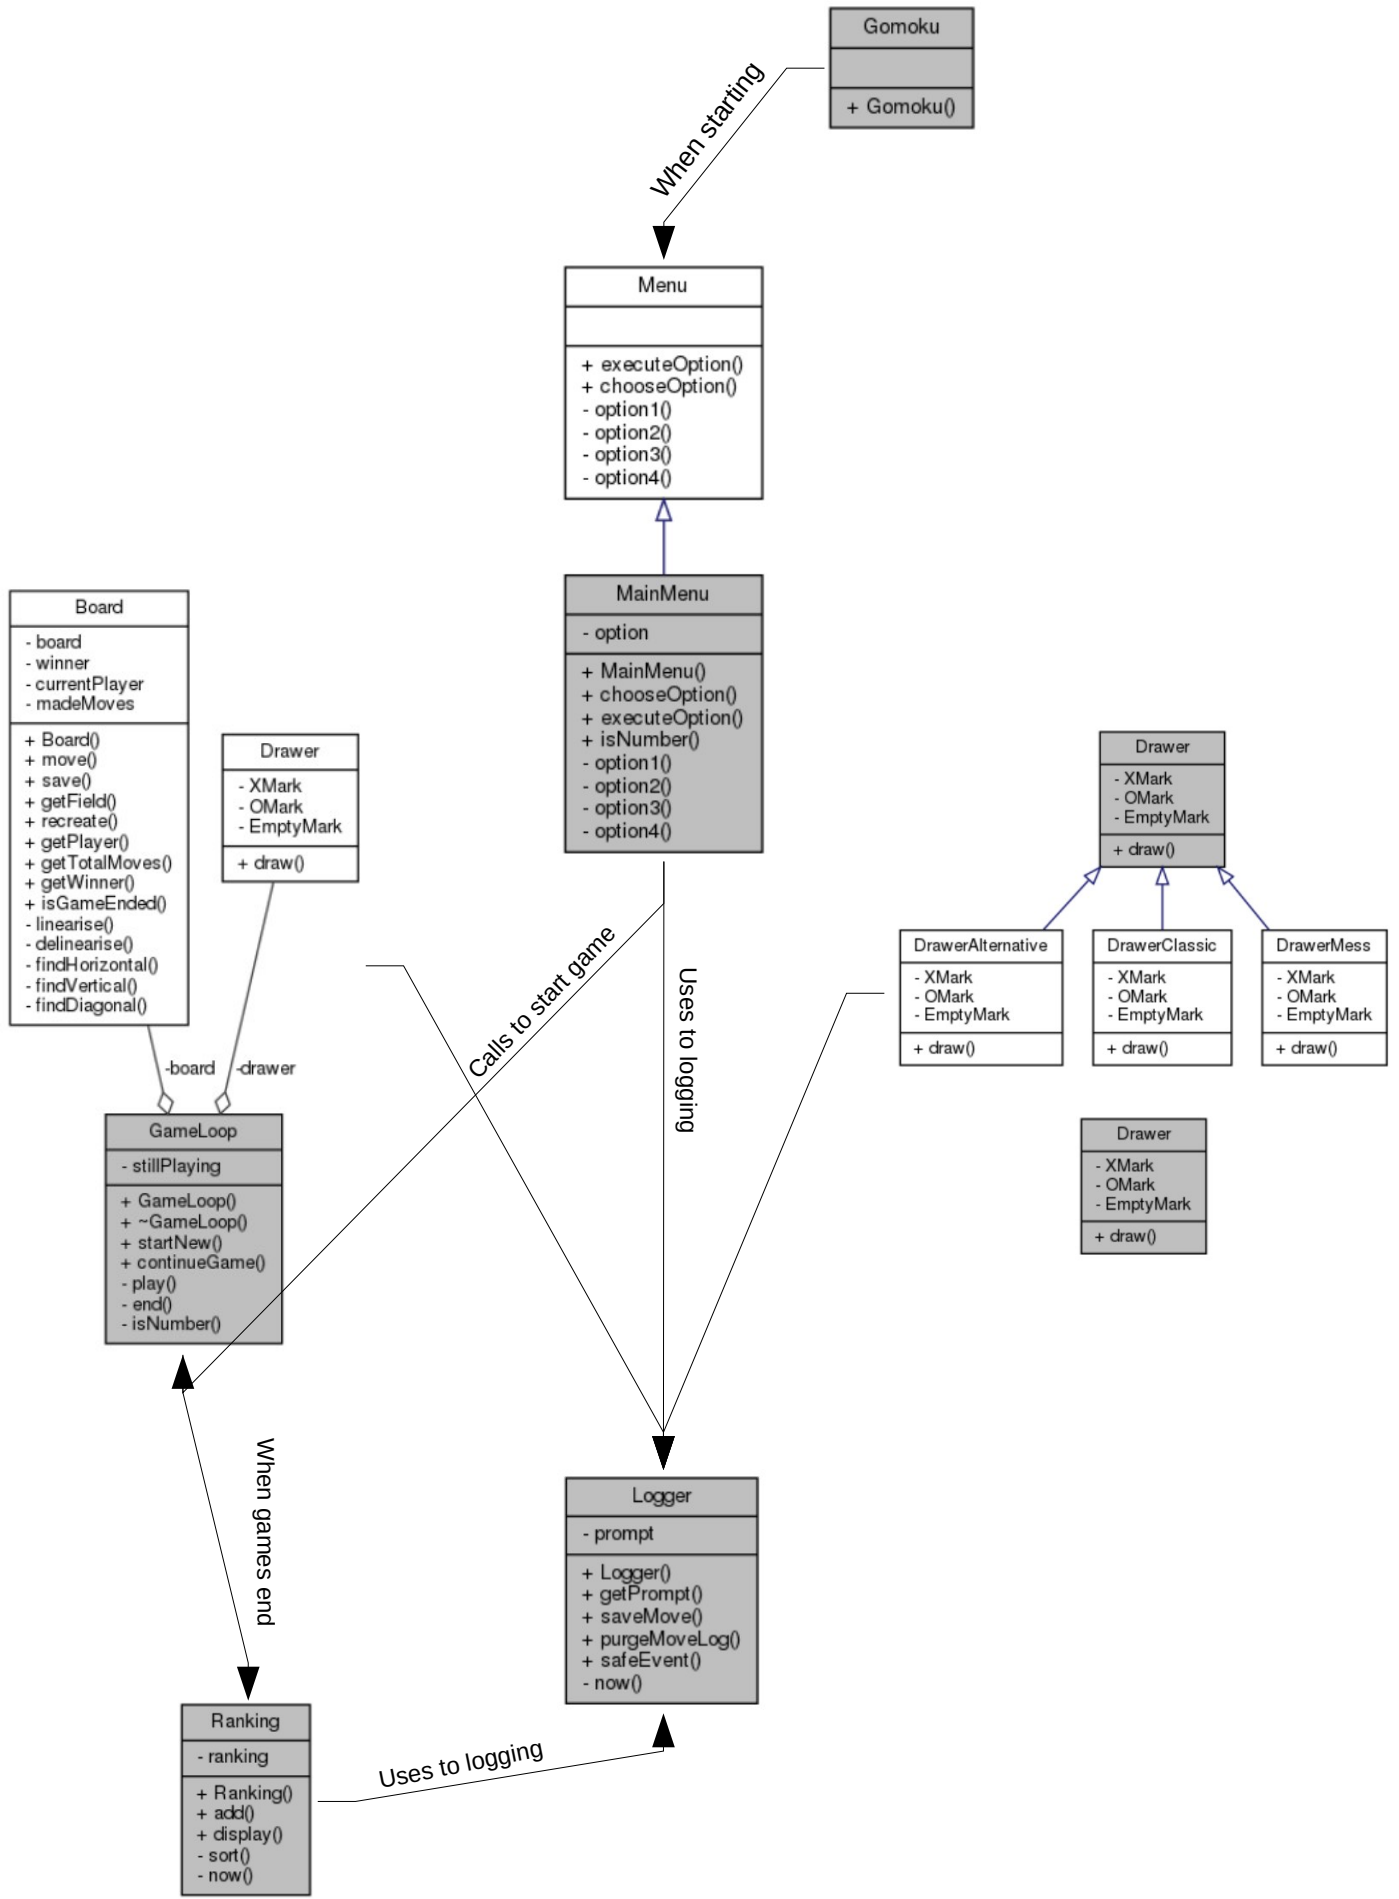 Gomoku
+ Gomoku()
When starting
Menu
+ executeOption()
+ chooseOption()
- option1()
- option2()
- option3()
- option4()
MainMenu
- option
+ MainMenu()
+ chooseOption()
+ executeOption()
+ isNumber()
- option1()
- option2()
- option3()
- option4()
Board
- board
- winner
- currentPlayer
- madeMoves
+ Board()
+ move()
+ save()
+ getField()
+ recreate()
+ getPlayer()
+ getTotalMoves()
+ getWinner()
+ isGameEnded()
- linearise()
- delinearise()
- findHorizontal()
- findVertical()
- findDiagonal()
Drawer
- XMark
- OMark
- EmptyMark
+ draw()
-board
-drawer
GameLoop
- stillPlaying
+ GameLoop()
+ ~GameLoop()
+ startNew()
+ continueGame()
- play()
- end()
- isNumber()
Calls to start game
Uses to logging
Drawer
- XMark
- OMark
- EmptyMark
+ draw()
DrawerAlternative
- XMark
- OMark
- EmptyMark
+ draw()
DrawerClassic
- XMark
- OMark
- EmptyMark
+ draw()
DrawerMess
- XMark
- OMark
- EmptyMark
+ draw()
Drawer
- XMark
- OMark
- EmptyMark
+ draw()
When games end
Logger
- prompt
+ Logger()
+ getPrompt()
+ saveMove()
+ purgeMoveLog()
+ safeEvent()
- now()
Ranking
- ranking
+ Ranking()
+ add()
+ display()
- sort()
- now()
Uses to logging